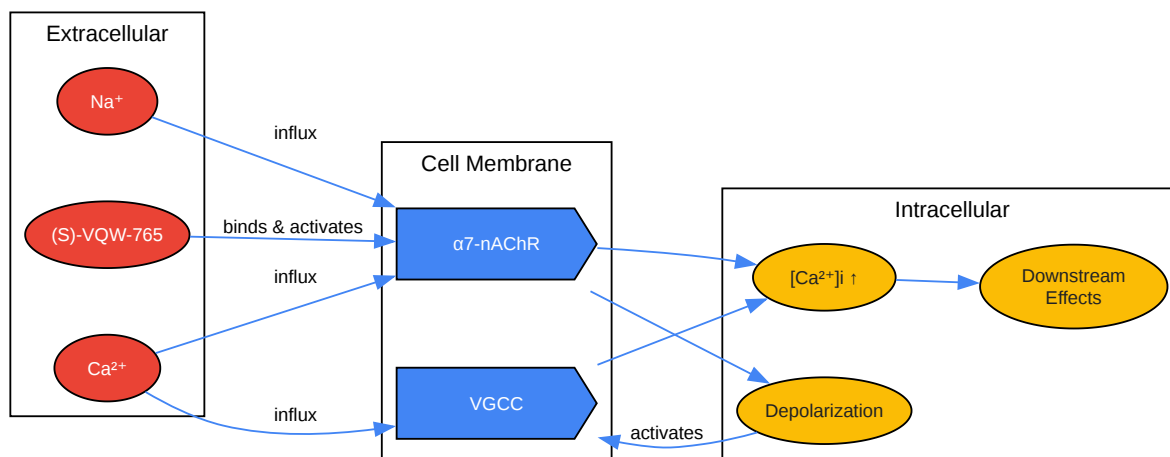 Extracellular
Na⁺
influx
Cell Membrane
(S)-VQW-765
binds & activates
α7-nAChR
Intracellular
influx
[Ca²⁺]i ↑
Downstream
Effects
Ca²⁺
influx
VGCC
activates
Depolarization